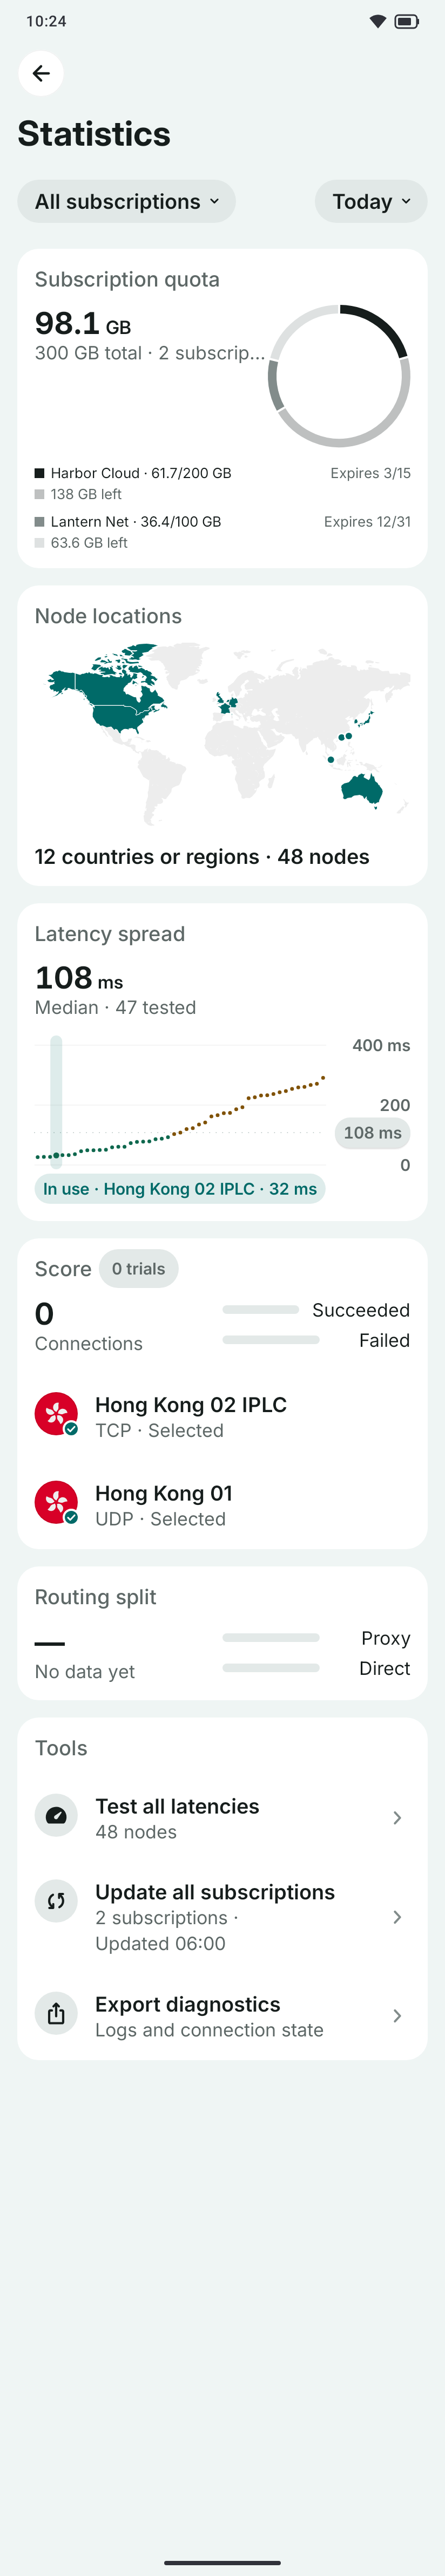 10:24
Statistics
All subscriptions
Today
Subscription quota
98.1 GB
300 GB total · 2 subscrip...
Harbor Cloud · 61.7/200 GB
Expires 3/15
138 GB left
Lantern Net · 36.4/100 GB
Expires 12/31
63.6 GB left
Node locations
12 countries or regions · 48 nodes
Latency spread
108 ms
Median · 47 tested
400 ms
200
108 ms
0
In use · Hong Kong 02 IPLC · 32 ms
Score
0 trials
0
Connections
Succeeded
Failed
Hong Kong 02 IPLC
TCP · Selected
Hong Kong 01
UDP · Selected
Routing split
—
No data yet
Proxy
Direct
Tools
Test all latencies
48 nodes
Update all subscriptions
2 subscriptions ·
Updated 06:00
Export diagnostics
Logs and connection state